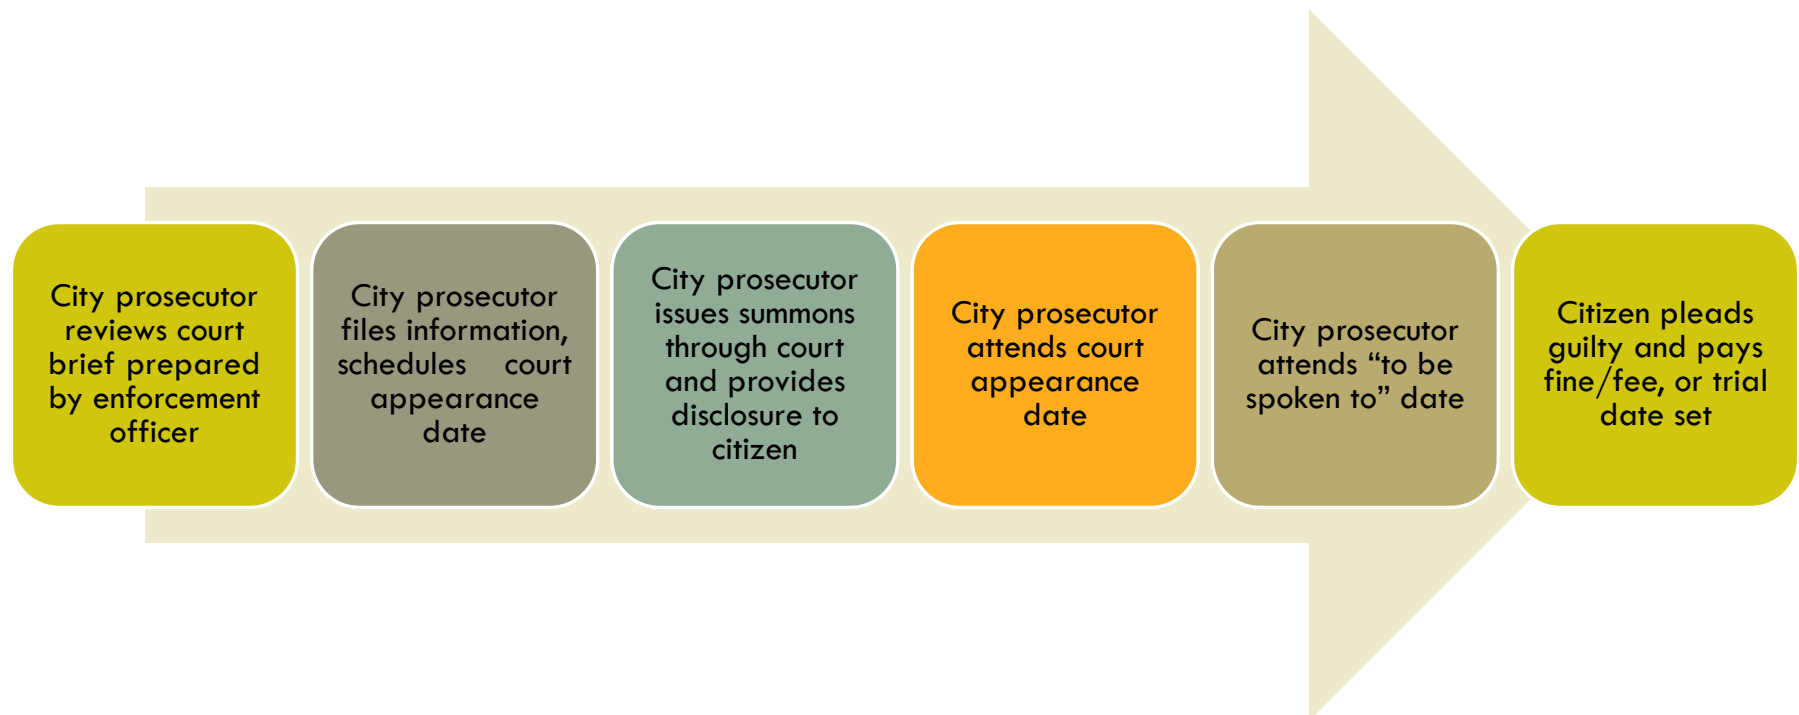 City prosecutor
reviews court
brief prepared
by enforcement
officer
City prosecutor
files information,
schedules court
appearance
date
City prosecutor
issues summons
through court
and provides
disclosure to
citizen
City prosecutor
attends court
appearance
date
City prosecutor
attends “to be
spoken to” date
Citizen pleads
guilty and pays
fine/fee, or trial
date set